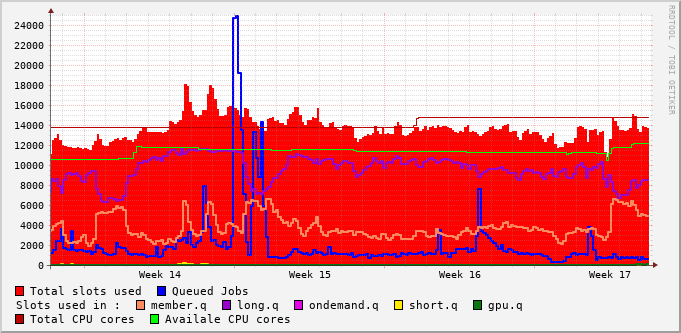 RRDTOOL / TOBI OETIKER
24000
22000
20000
18000
16000
14000
12000
10000
8000
6000
4000
2000
0
Week 14 Week 15 Week 16 Week 17
Total slots used Queued Jobs
Slots used in : member.q long.q ondemand.q short.q gpu.q
Total CPU cores Availale CPU cores